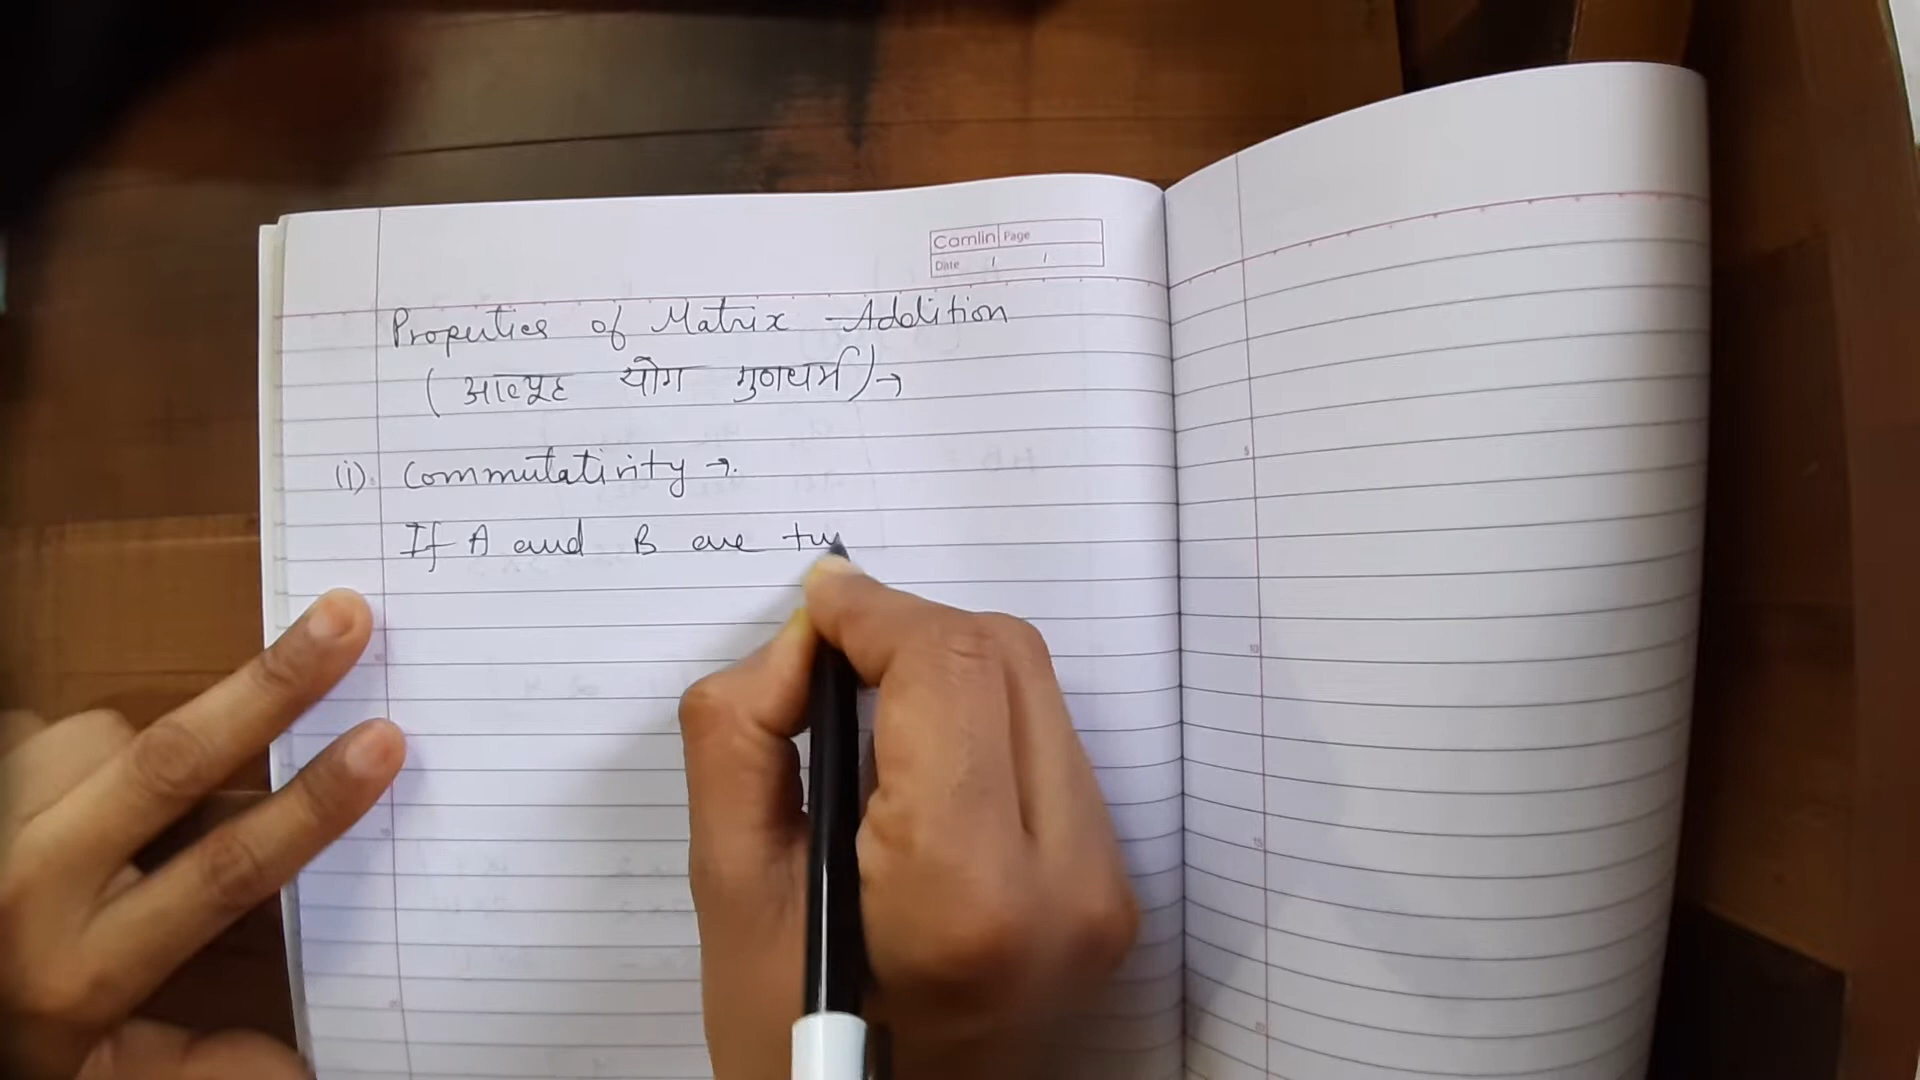 Camlin Page
Date / /
Properties of Matrix Addition
(आव्यूह योग गुणधर्म)→
(i). Commutativity →.
If A and B are tw